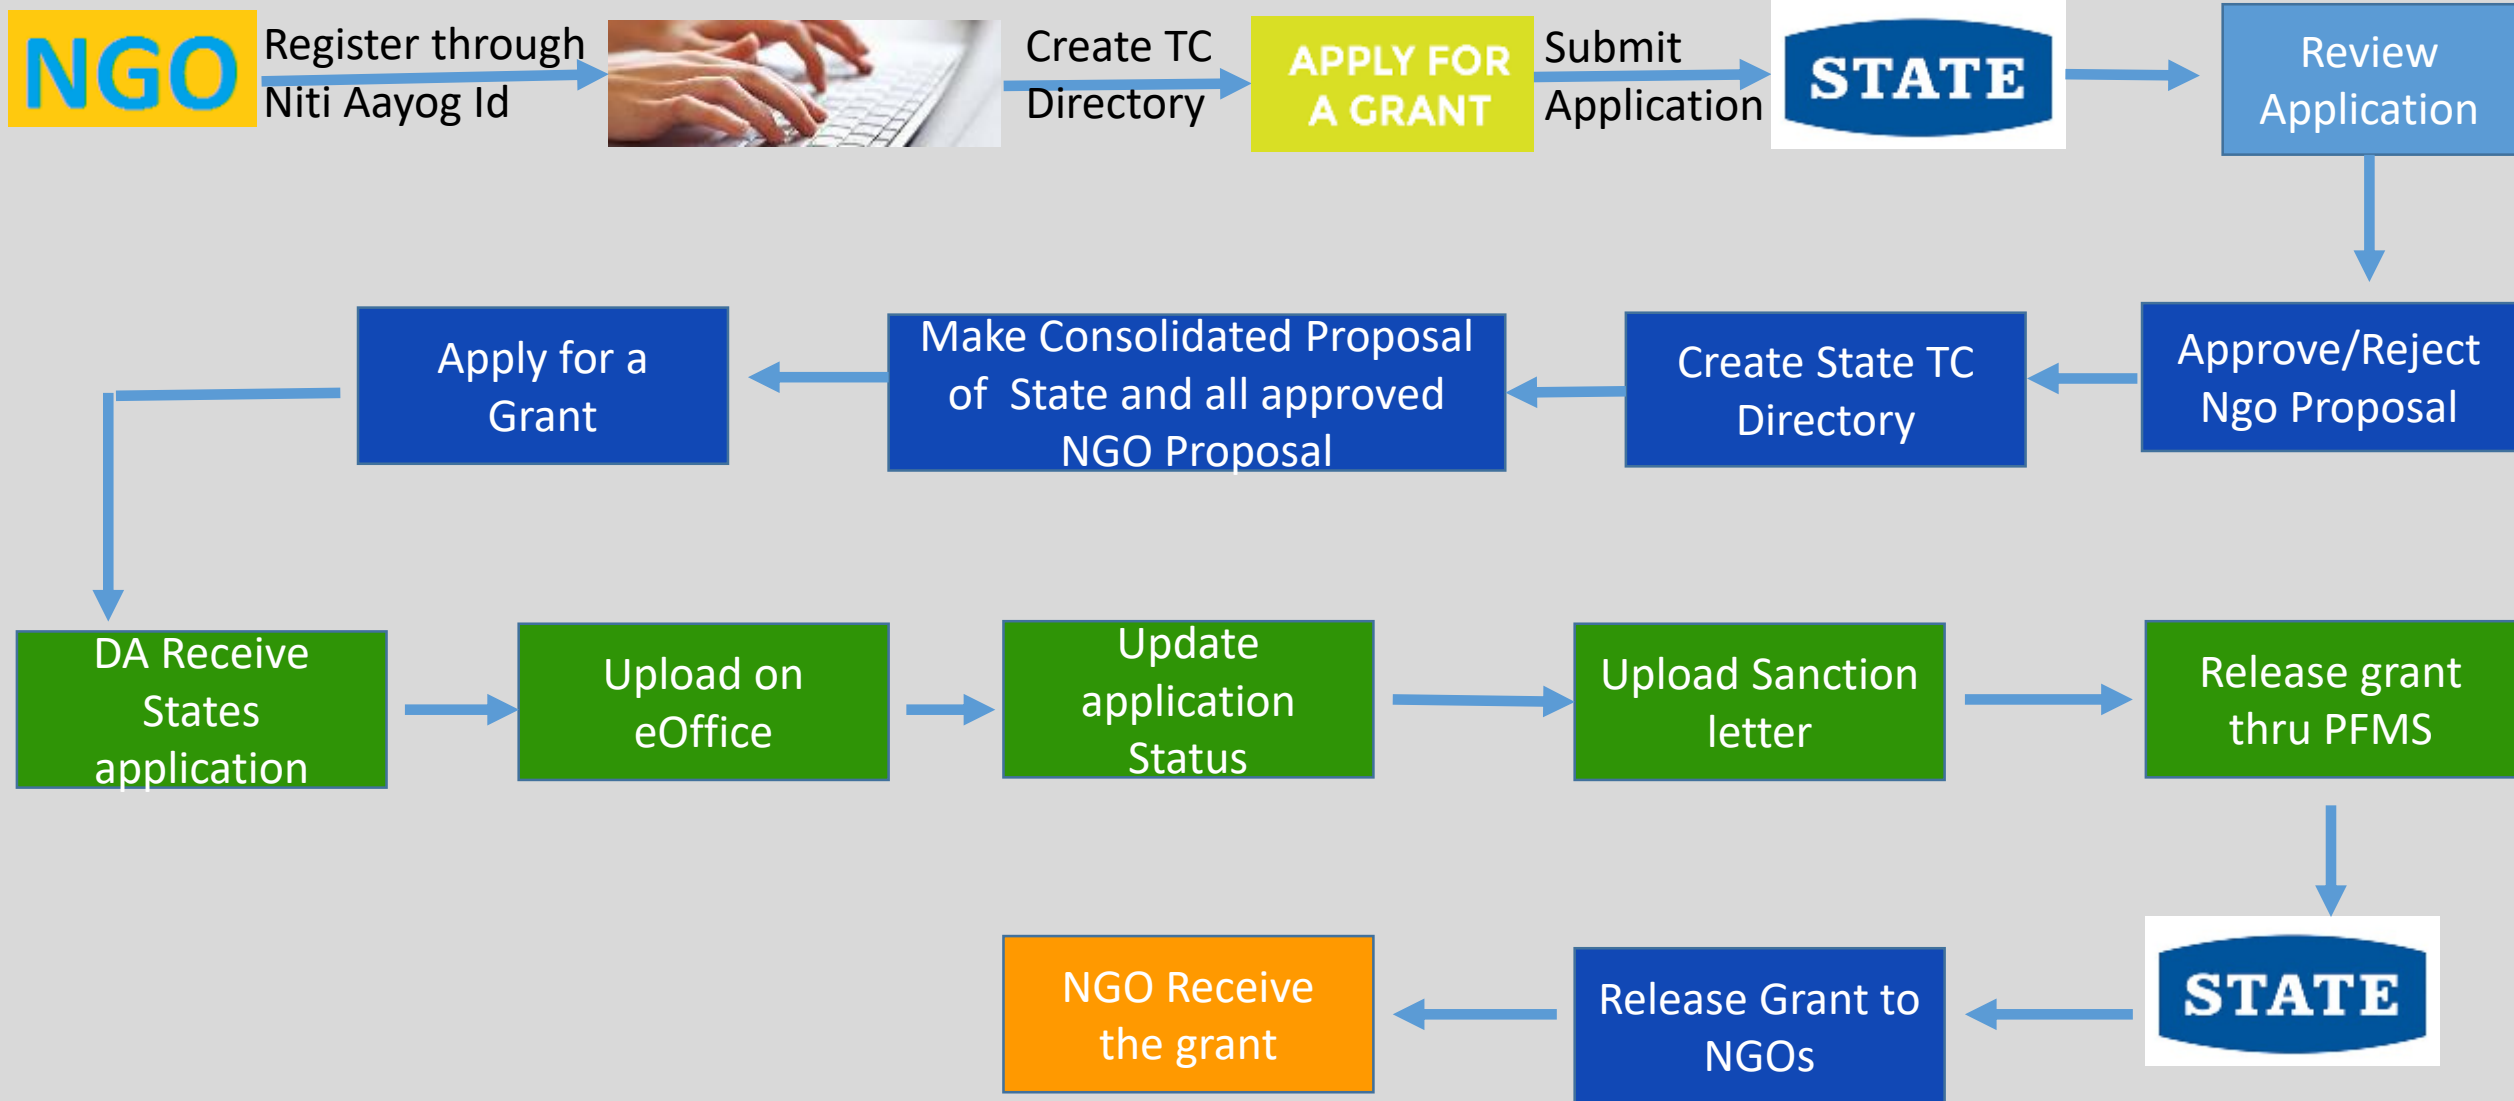 NGO
Register through
Niti Aayog Id
Create TC
Directory
APPLY FOR
A GRANT
Submit
Application
STATE
Review
Application
Approve/Reject
Ngo Proposal
Create State TC
Directory
Make Consolidated Proposal
of State and all approved
NGO Proposal
Apply for a
Grant
DA Receive
States
application
Upload on
eOffice
Update
application
Status
Upload Sanction
letter
Release grant
thru PFMS
STATE
Release Grant to
NGOs
NGO Receive
the grant